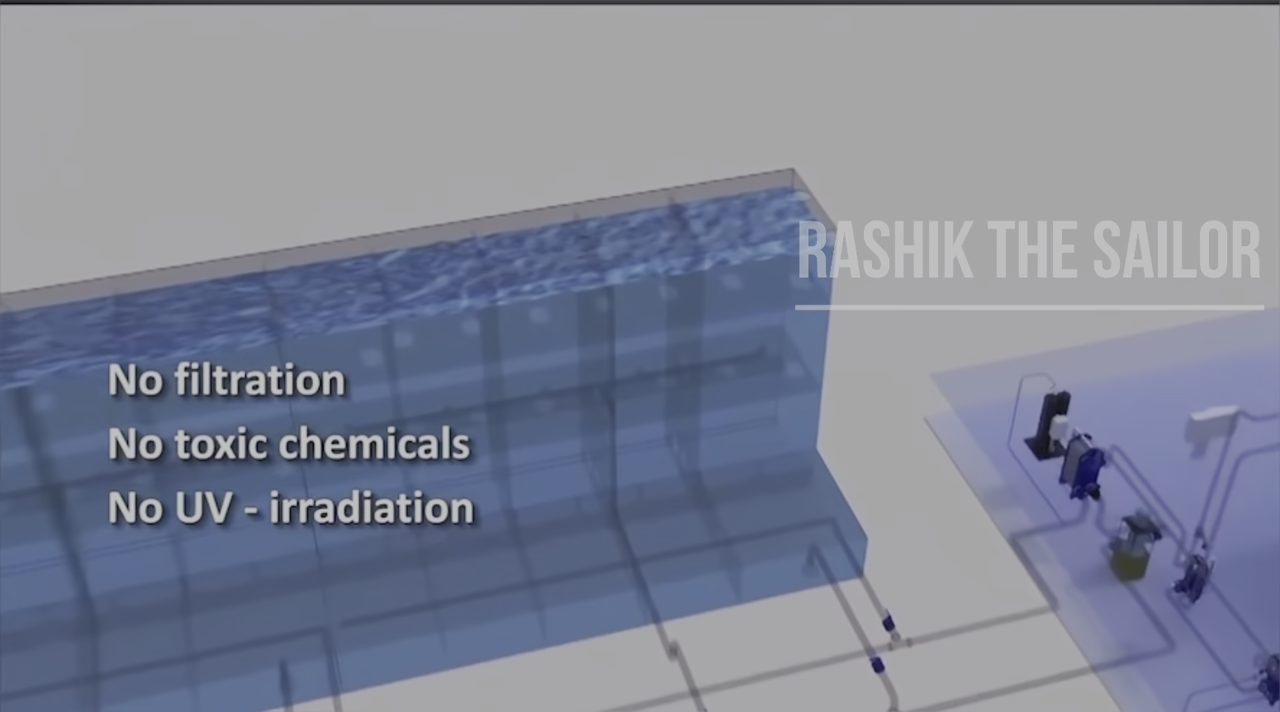 RASHIK THE SAILOR
No filtration
No toxic chemicals
No UV - irradiation